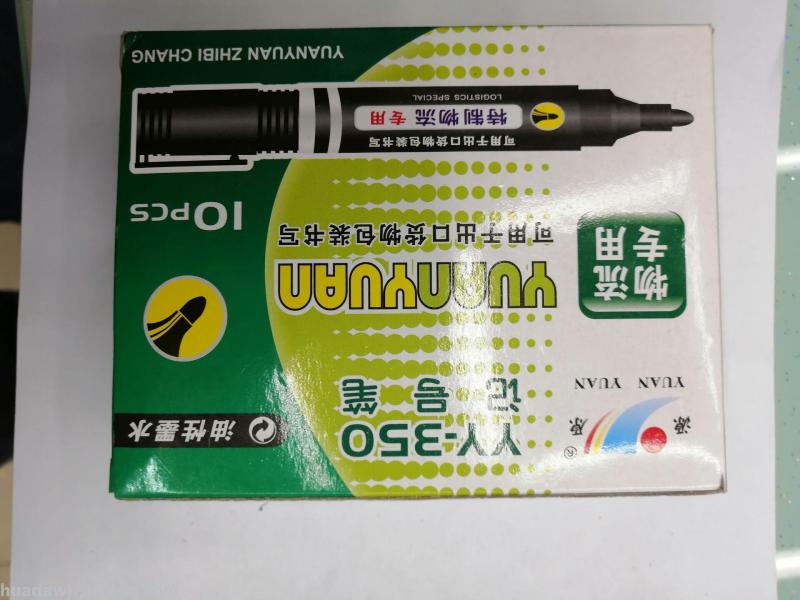 YY-350
记号笔
油性墨水
源 ®
YUAN YUAN
物流
专用
YUANYUAN
可用于出口货物包装书写
10PCS
可用于出口货物包装书写
特制物流专用
LOGISTICS SPECIAL
YUANYUAN ZHIBI CHANG